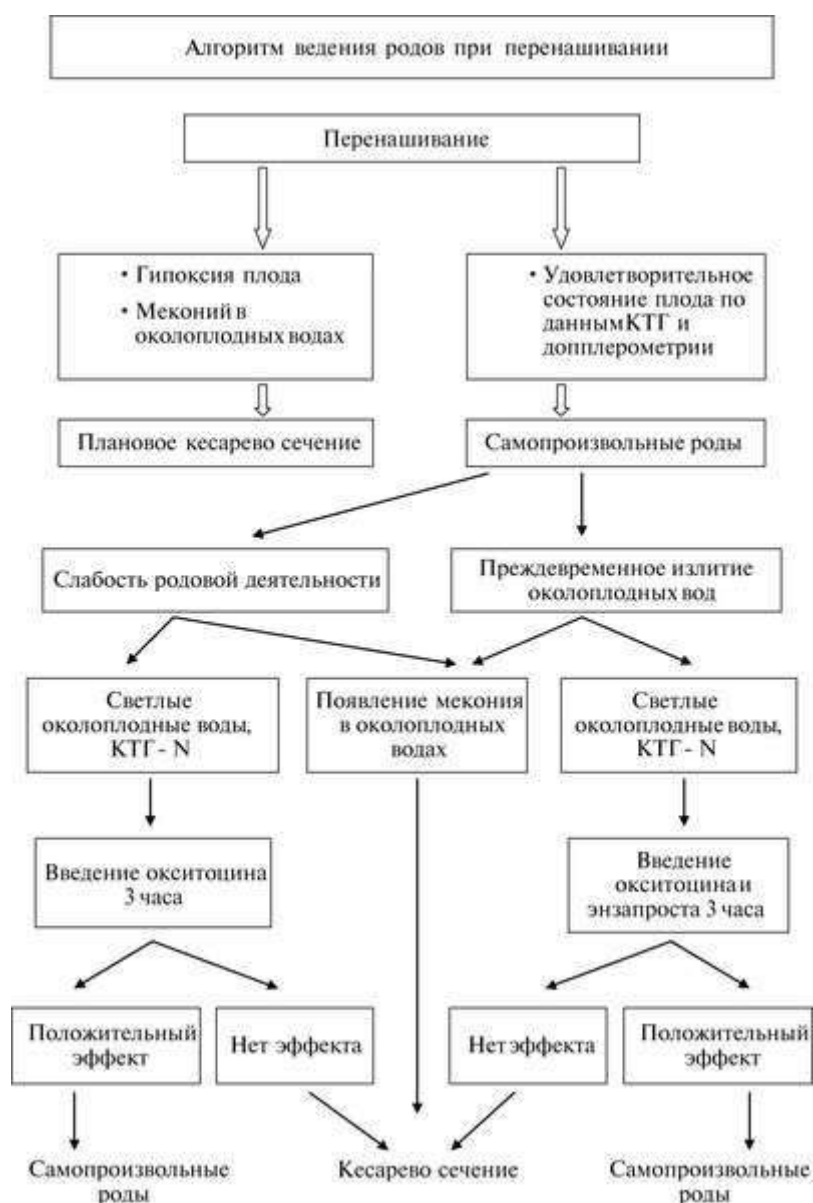 Алгоритм ведения родов при перенашивании
Перенашивание
• Гипоксия плода
• Меконий в
околоплодных водах
• Удовлетворительное
состояние плода по
данным КТГ и
допплерометрии
Плановое кесарево сечение
Самопроизвольные роды
Слабость родовой деятельности
Преждевременное излитие
околоплодных вод
Светлые
околоплодные воды,
КТГ - N
Появление мекония
в околоплодных
водах
Светлые
околоплодные воды,
КТГ - N
Введение окситоцина
3 часа
Введение
окситоцина и
энзапроста 3 часа
Положительный
эффект
Нет эффекта
Нет эффекта
Положительный
эффект
Самопроизвольные
роды
Кесарево сечение
Самопроизвольные
роды